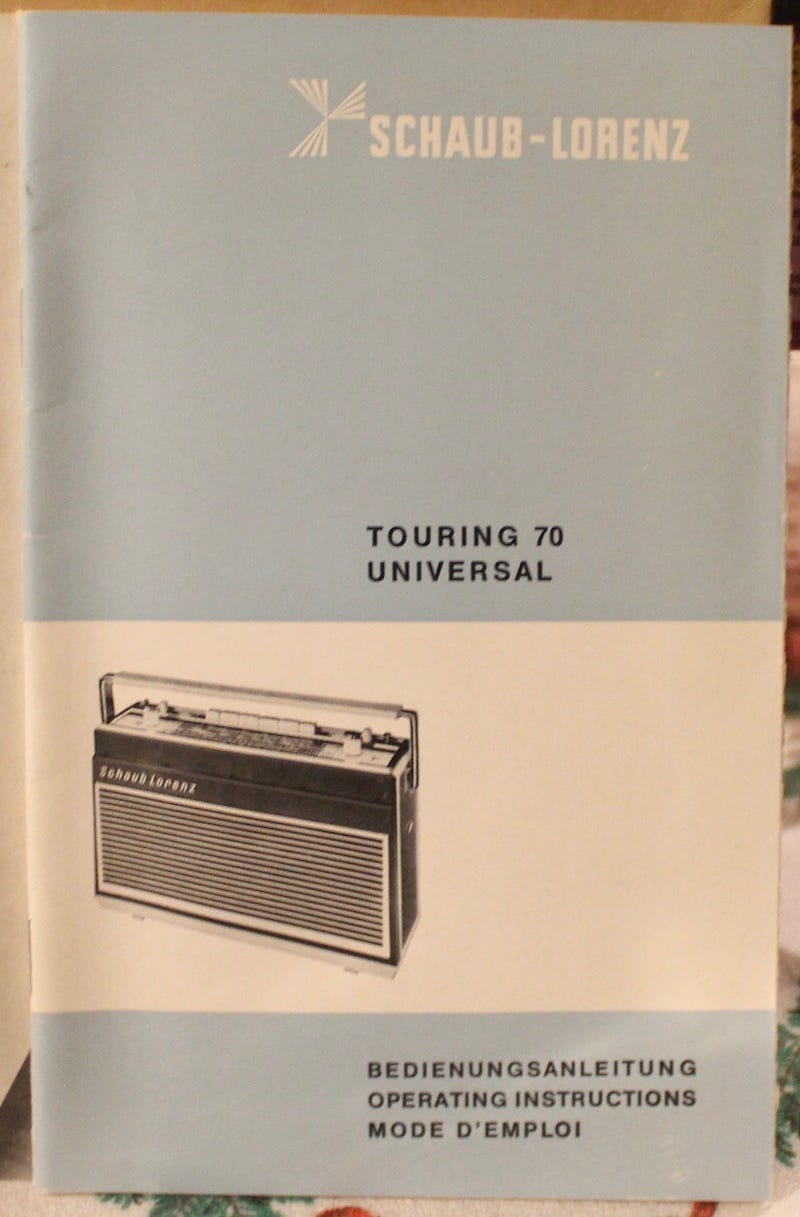 SCHAUB-LORENZ
TOURING 70
UNIVERSAL
Schaub Lorenz
BEDIENUNGSANLEITUNG
OPERATING INSTRUCTIONS
MODE D'EMPLOI